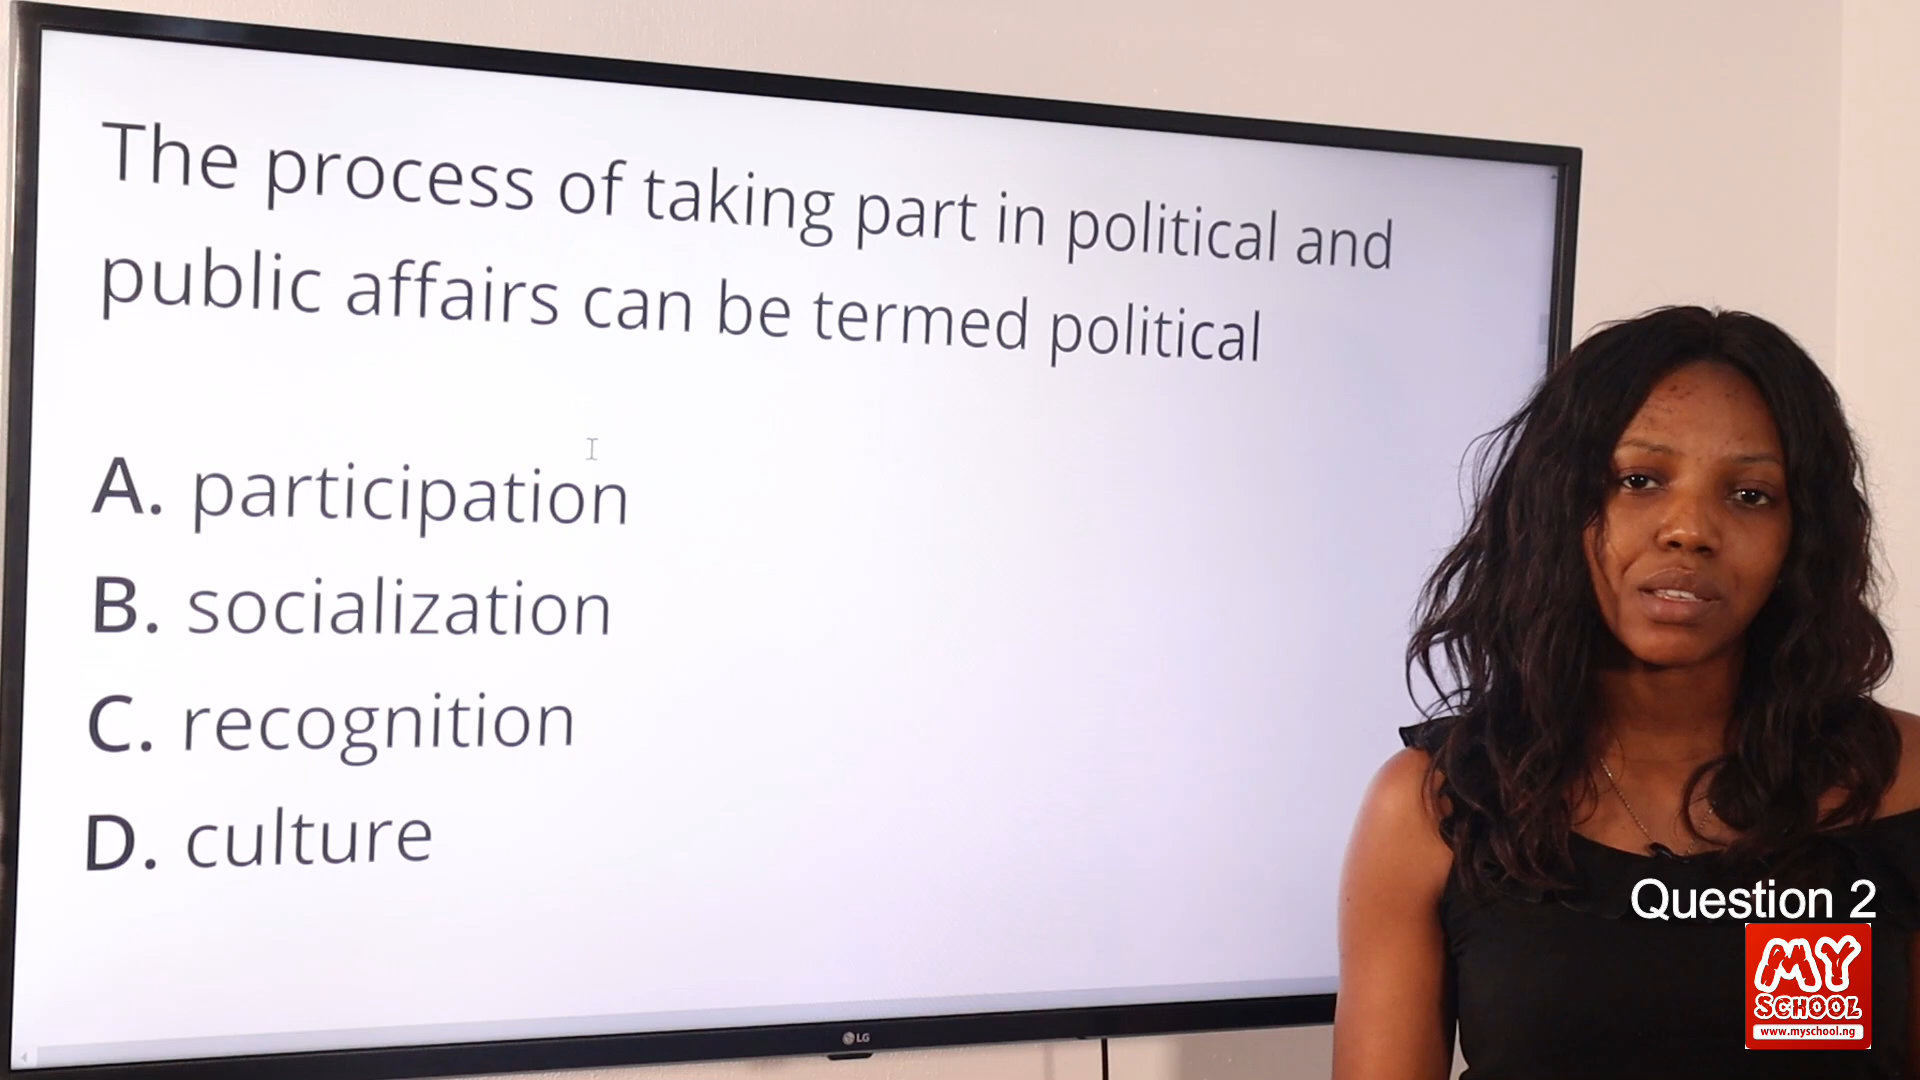 The process of taking part in political and
public affairs can be termed political
A. participation
B. socialization
C. recognition
D. culture
Question 2
MY
SCHOOL
www.myschool.ng
LG